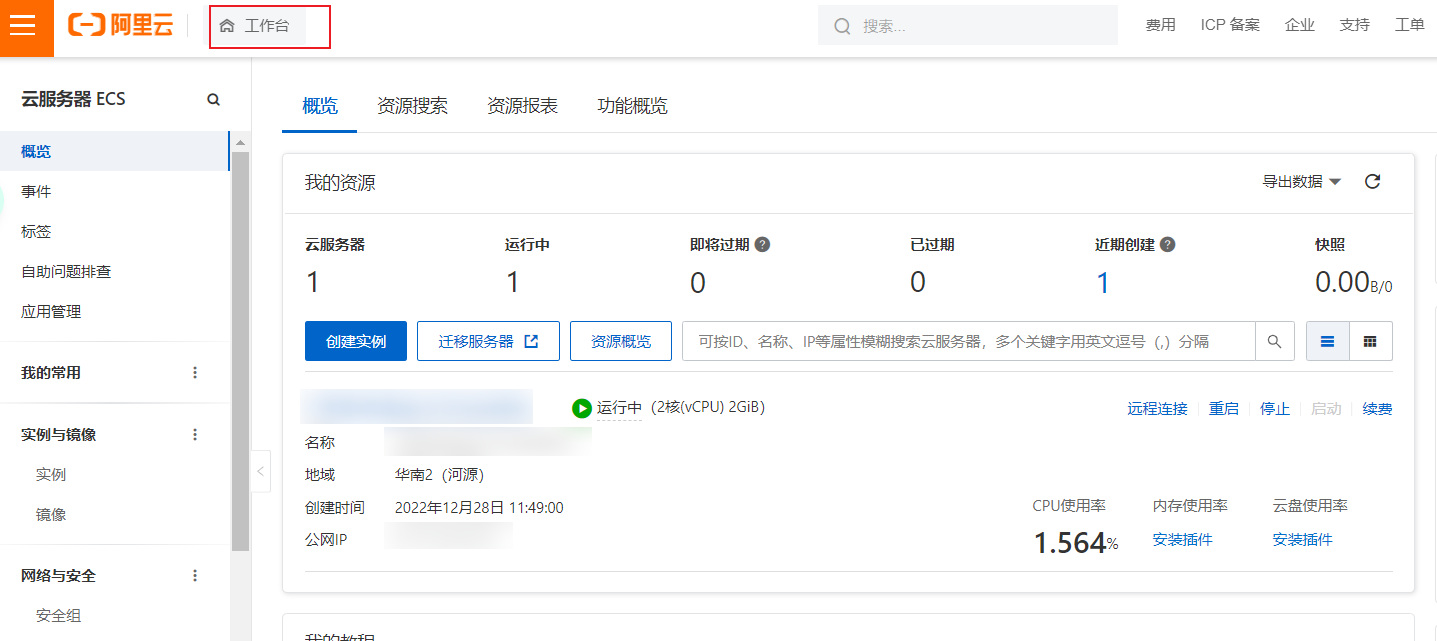 阿里云 工作台 搜索... 费用 ICP 备案 企业 支持 工单
云服务器 ECS
概览
事件
标签
自助问题排查
应用管理
我的常用
实例与镜像
实例
镜像
网络与安全
安全组
概览 资源搜索 资源报表 功能概览
我的资源 导出数据
云服务器 运行中 即将过期 已过期 近期创建 快照
1 1 0 0 1 0.00B/0
创建实例 迁移服务器 资源概览 可按ID、名称、IP等属性模糊搜索云服务器，多个关键字用英文逗号（,）分隔
运行中 (2核(vCPU) 2GiB) 远程连接 重启 停止 启动 续费
名称
地域 华南2（河源）
创建时间 2022年12月28日 11:49:00
公网IP
CPU使用率 内存使用率 云盘使用率
1.564% 安装插件 安装插件
我的教程